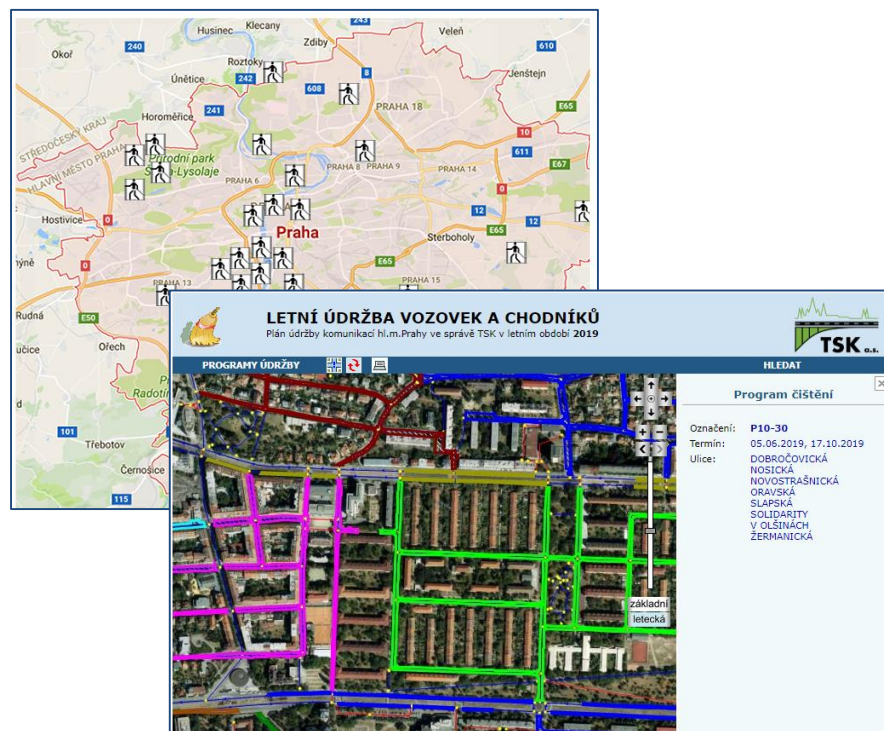 243
Klecany
Husinec
Veleň
Zdiby
240
610
Okoř
Roztoky
8
Jenštejn
Únětice
242
608
241
PRAHA 18
E65
Horoměřice
STŘEDOČESKÝ KRAJ
HLAVNÍ MĚSTO PRAHA
10
611
Přírodní park
PRAHA 8
PRAHA 9
PRAHA 14
E67
PRAHA 6
0
0
12
12
Hostivice
Praha
E65
Sterboholy
0
E65
PRAHA 13
PRAHA 15
Rudná
E50
Ořech
101
Třebotov
Černošice
115
LETNÍ ÚDRŽBA VOZOVEK A CHODNÍKŮ
Plán údržby komunikací hl.m.Prahy ve správě TSK v letním období 2019
TSK a.s.
PROGRAMY ÚDRŽBY
HLEDAT
Program čištění
Označení: P10-30
Termín: 05.06.2019, 17.10.2019
Ulice: DOBROČOVICKÁ
NOSICKÁ
NOVOSTRAŠNICKÁ
ORAVSKÁ
SLAPSKÁ
SOLIDARITY
V OLŠINÁCH
ŽERMANICKÁ
základní
letecká